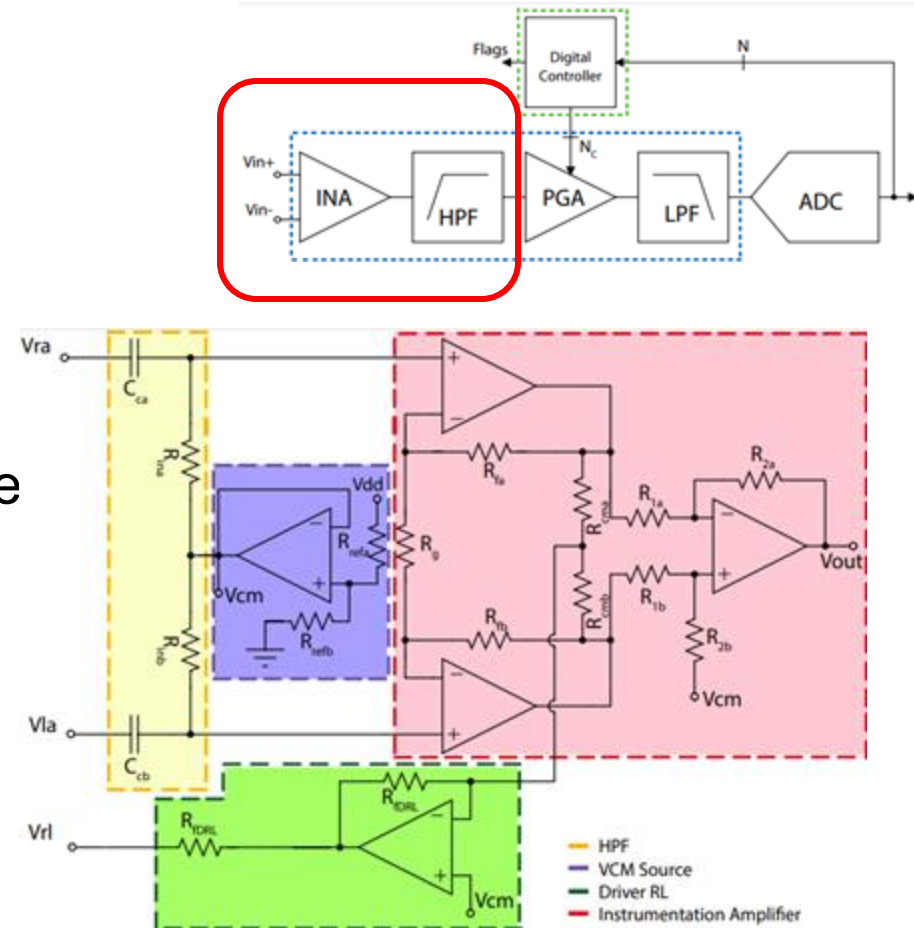 Flags
Digital
Controller
N
Nc
Vin+
Vin-
INA
HPF
PGA
LPF
ADC
Vra
Cca
Rina
e
Vdd
Rrefa
Vcm
Rrefb
Rinb
Vla
Ccb
Rfa
Rg
Rfb
Rcma
Rcmb
R1a
R2a
Vout
R1b
R2b
Vcm
RfDRL
RfDRL
Vrl
Vcm
HPF
VCM Source
Driver RL
Instrumentation Amplifier